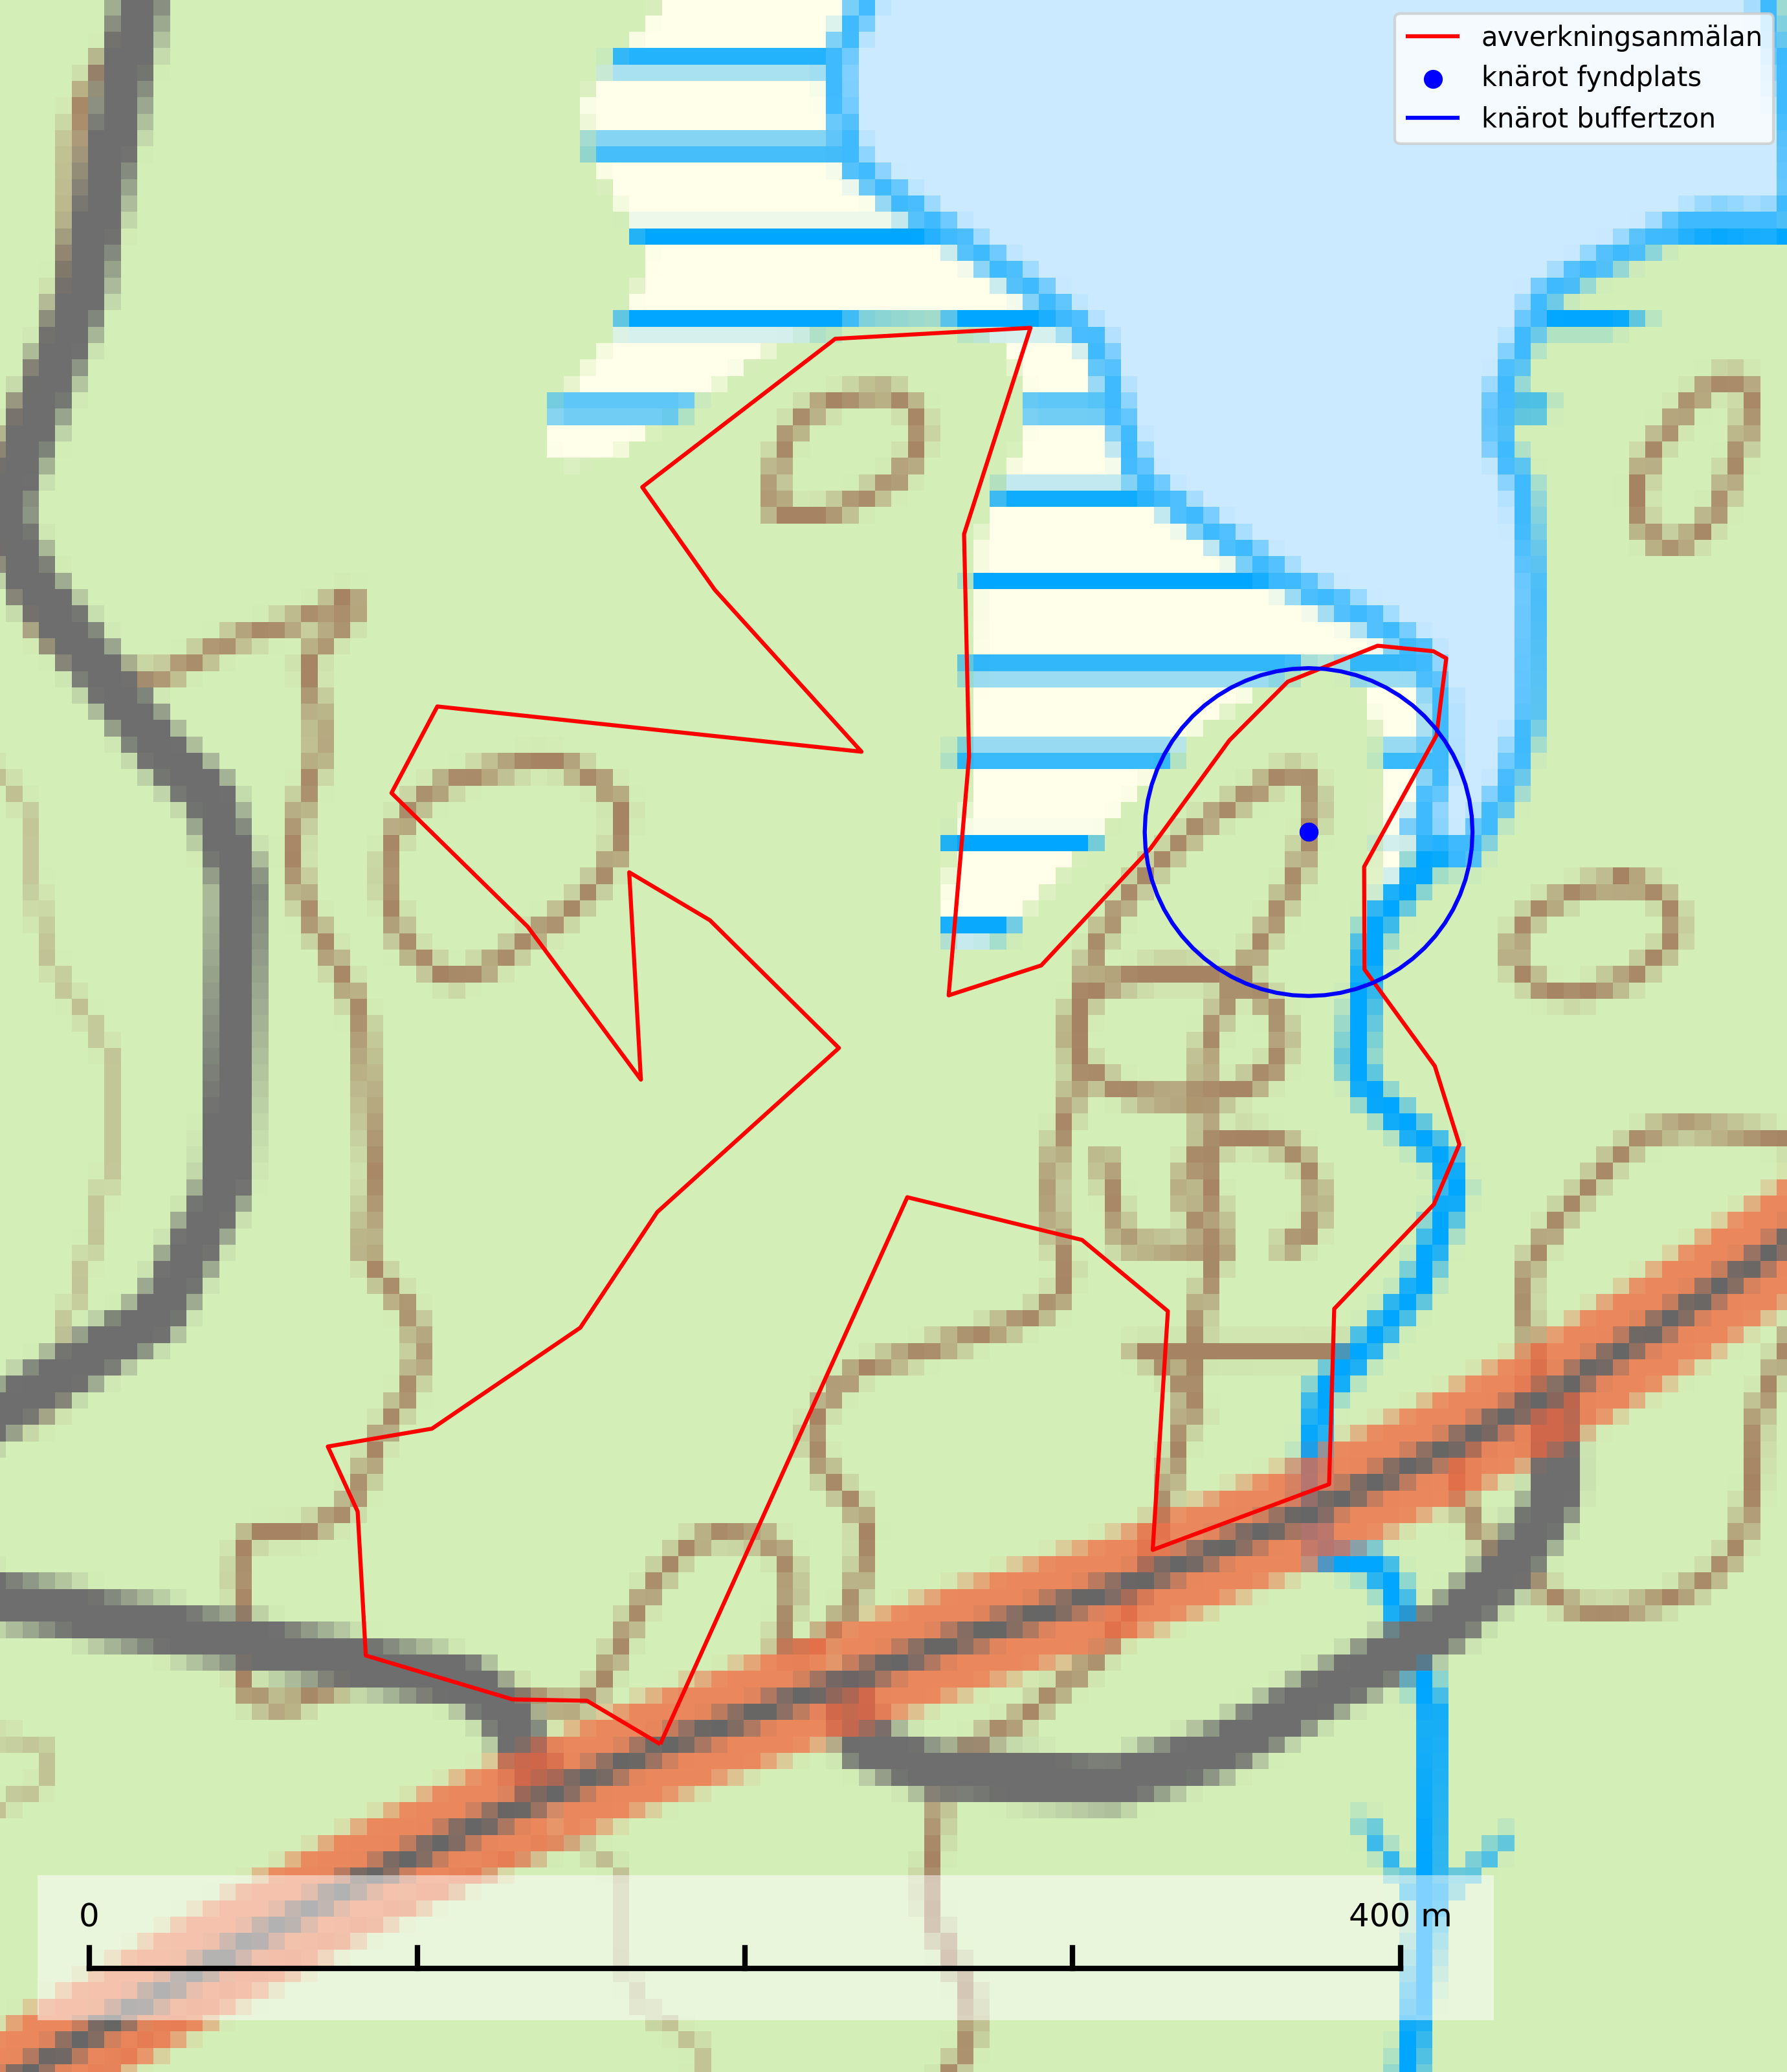 avverkningsanmälan
knärot fyndplats
knärot buffertzon
0 400 m